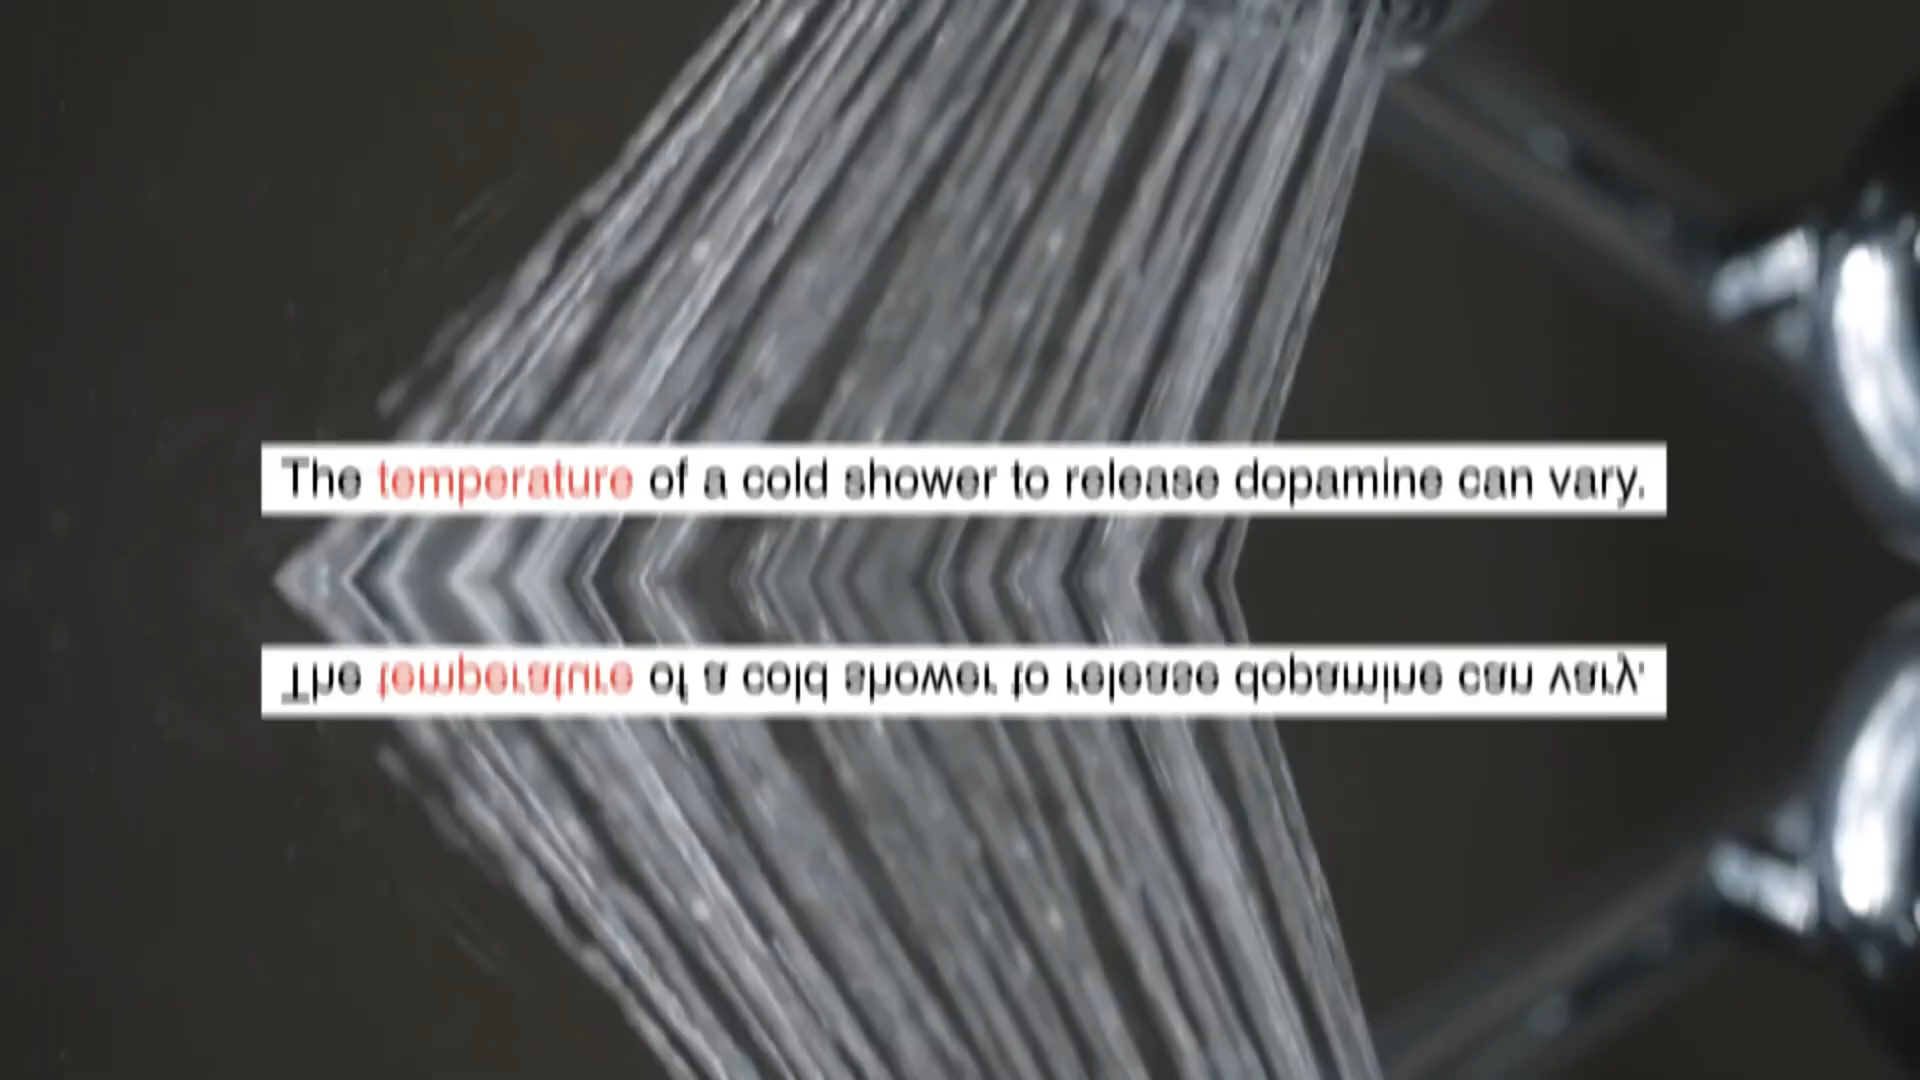 The temperature of a cold shower to release dopamine can vary.
The temperature of a cold shower to release dopamine can vary.